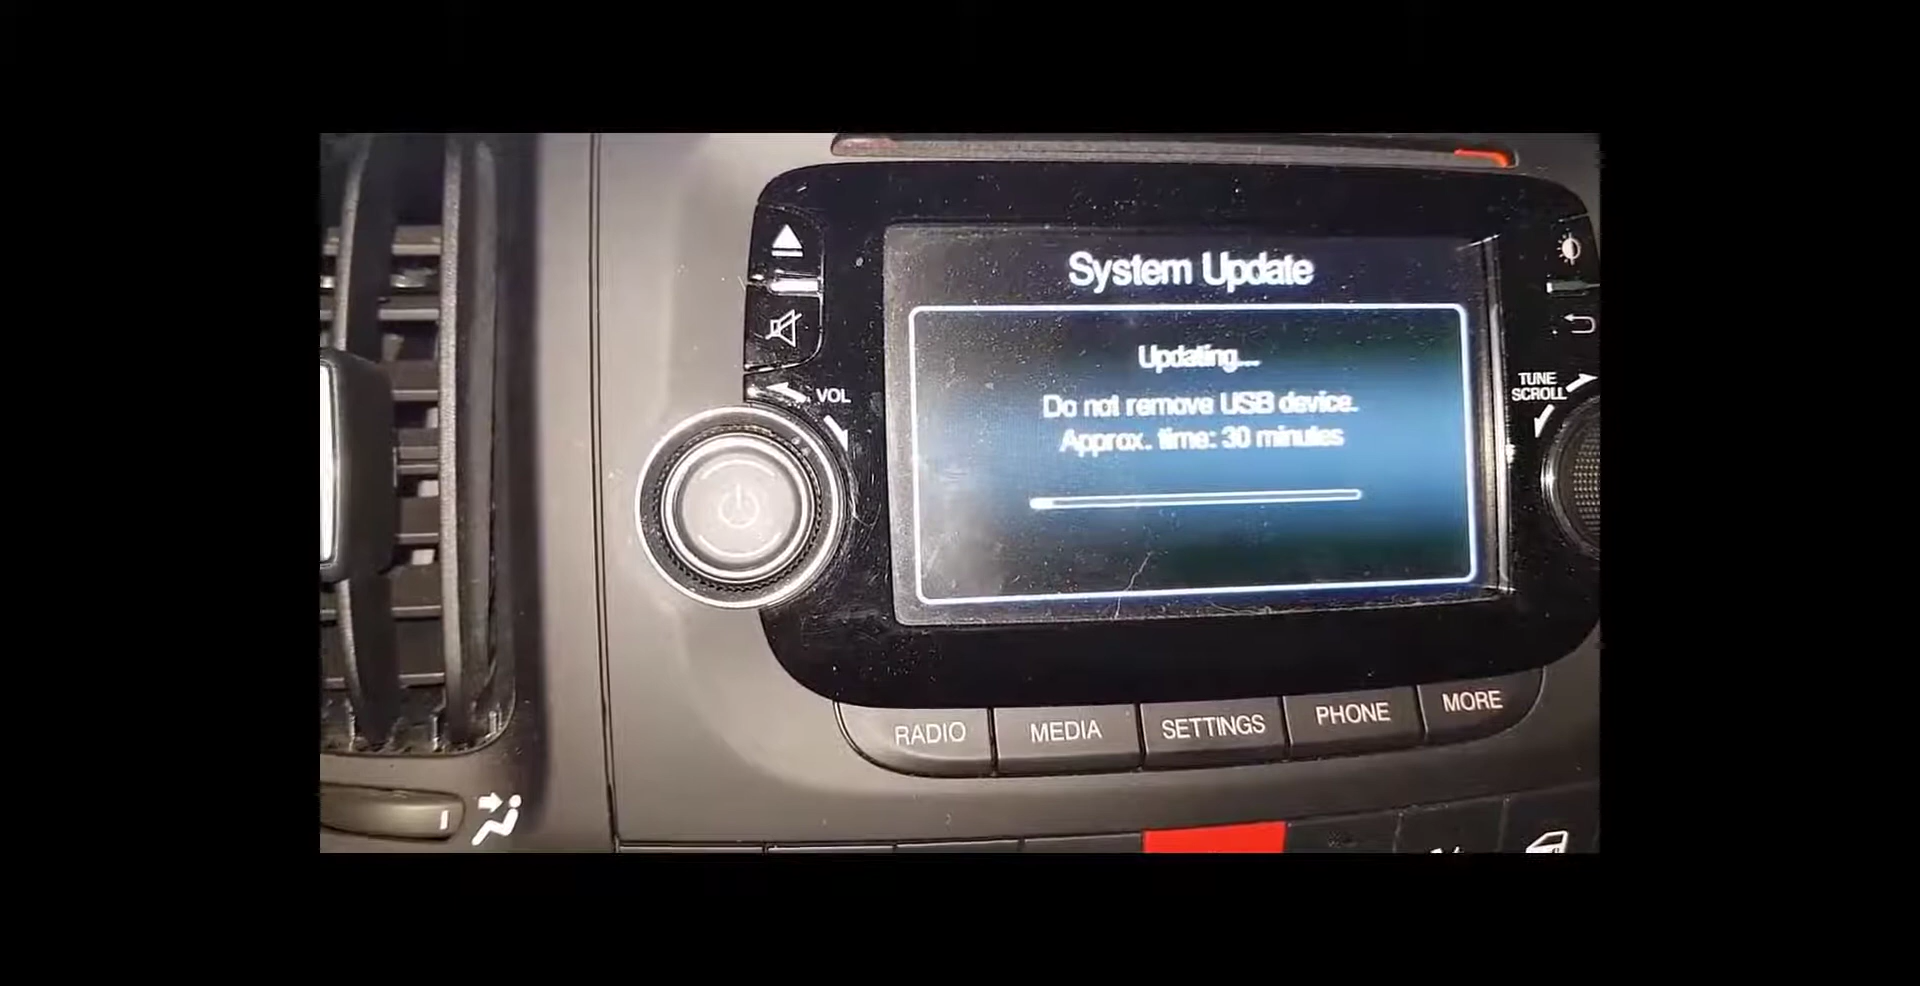 System Update
Updating...
Do not remove USB device.
Approx. time: 30 minutes
VOL
TUNE
SCROLL
RADIO
MEDIA
SETTINGS
PHONE
MORE